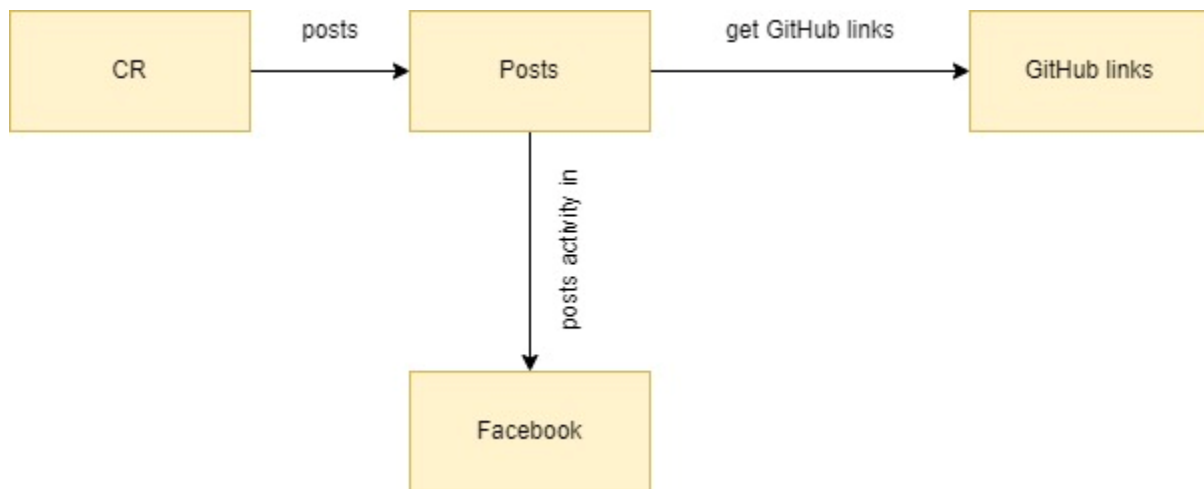 posts
get GitHub links
CR
Posts
GitHub links
posts activity in
Facebook